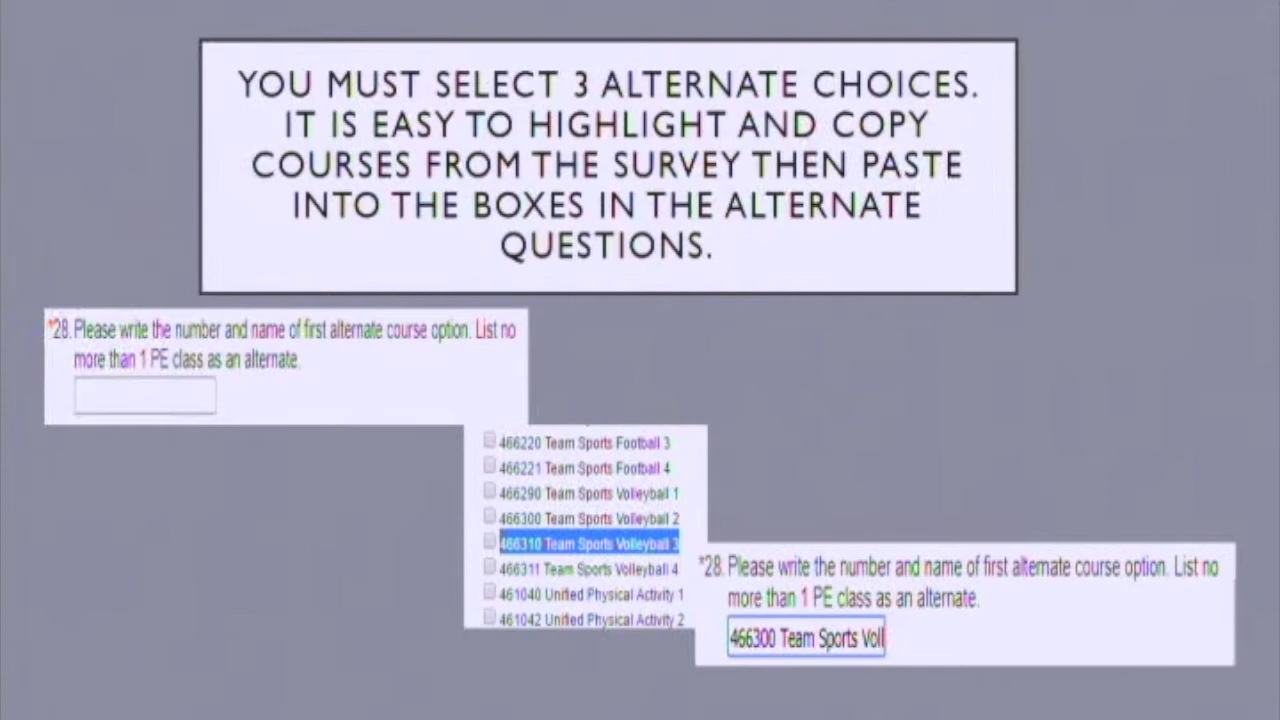 YOU MUST SELECT 3 ALTERNATE CHOICES.
IT IS EASY TO HIGHLIGHT AND COPY
COURSES FROM THE SURVEY THEN PASTE
INTO THE BOXES IN THE ALTERNATE
QUESTIONS.
*28. Please write the number and name of first alternate course option. List no
more than 1 PE class as an alternate.
466220 Team Sports Football 3
466221 Team Sports Football 4
466290 Team Sports Volleyball 1
466300 Team Sports Volleyball 2
466310 Team Sports Volleyball 3
466311 Team Sports Volleyball 4
461040 Unified Physical Activity 1
461042 Unified Physical Activity 2
*28. Please write the number and name of first alternate course option. List no
more than 1 PE class as an alternate.
466300 Team Sports Voll